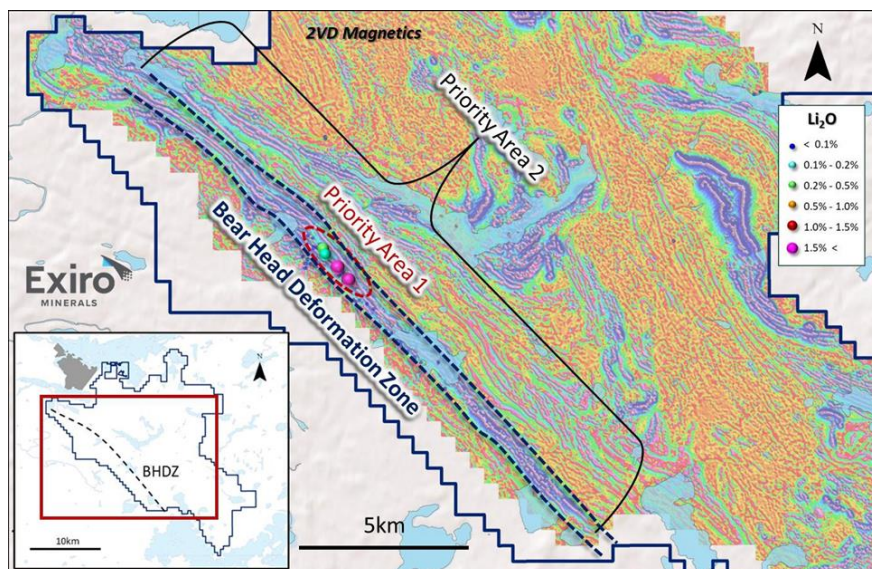 2VD Magnetics
N
Priority Area 2
Li₂O
< 0.1%
0.1% - 0.2%
0.2% - 0.5%
0.5% - 1.0%
1.0% - 1.5%
1.5% <
Priority Area 1
Bear Head Deformation Zone
Exiro
MINERALS
N
BHDZ
10km
5km